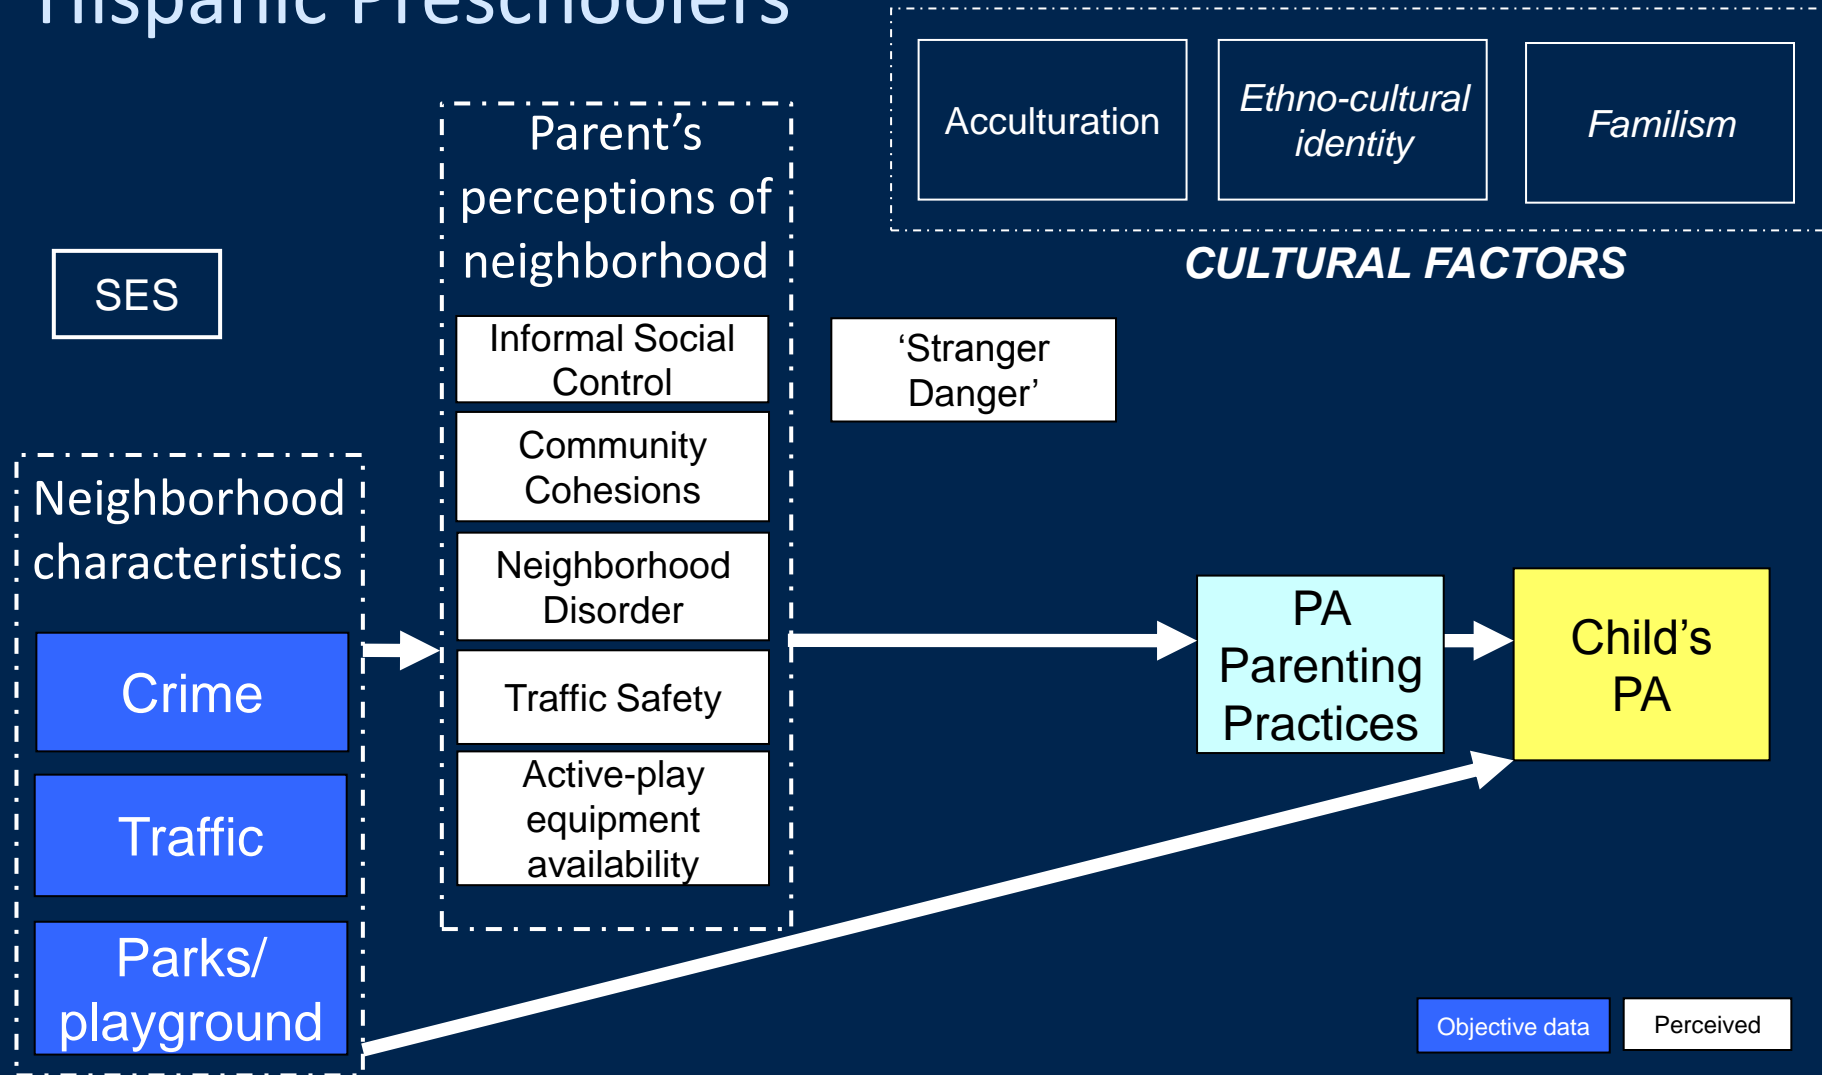 Hispanic Preschoolers
Acculturation
Ethno-cultural
identity
Familism
CULTURAL FACTORS
SES
Parent’s
perceptions of
neighborhood
Informal Social
Control
Community
Cohesions
Neighborhood
Disorder
Traffic Safety
Active-play
equipment
availability
‘Stranger
Danger’
Neighborhood
characteristics
Crime
Traffic
Parks/
playground
PA
Parenting
Practices
Child’s
PA
Objective data
Perceived